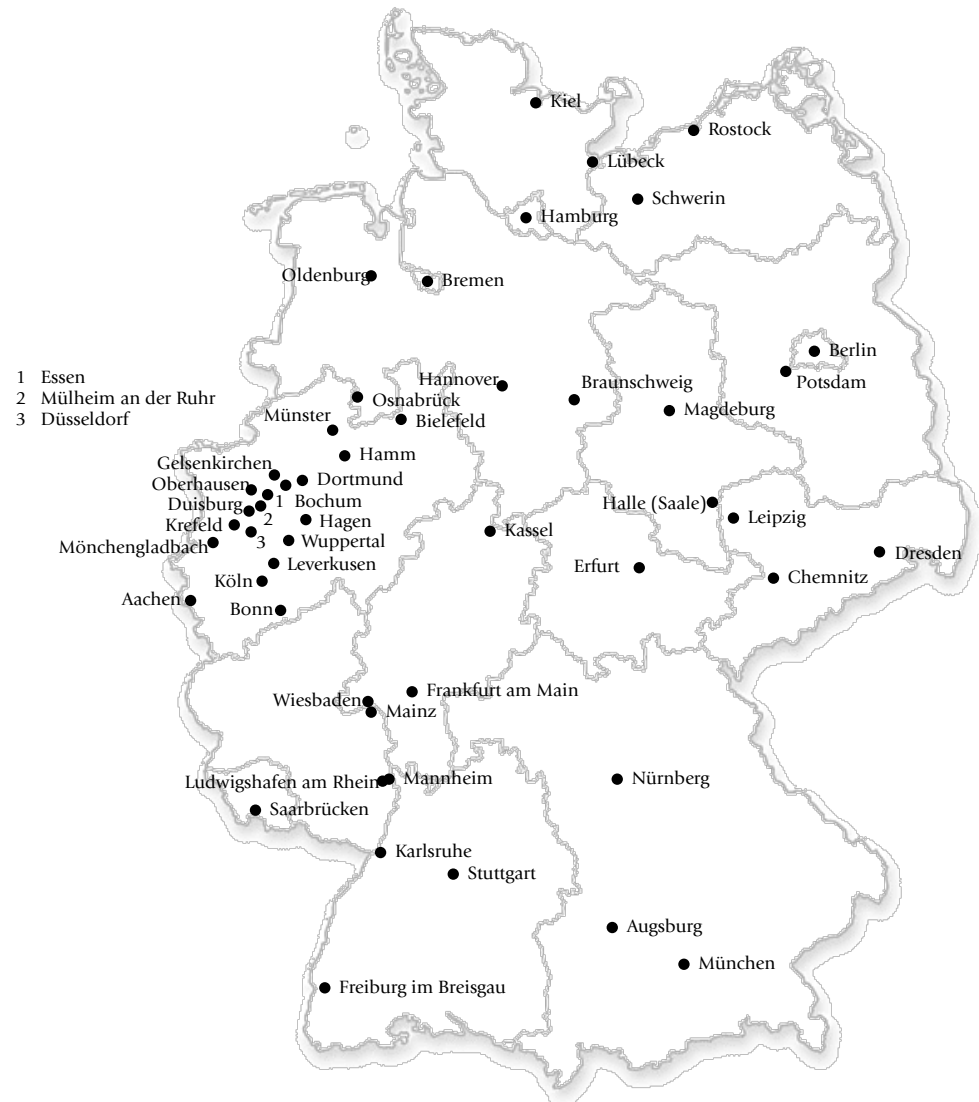 Kiel
Rostock
Lübeck
Schwerin
Hamburg
Oldenburg
Bremen
Berlin
1 Essen
2 Mülheim an der Ruhr
3 Düsseldorf
Hannover
Braunschweig
Potsdam
Osnabrück
Magdeburg
Münster
Bielefeld
Hamm
Gelsenkirchen
Dortmund
Oberhausen
1
Bochum
Duisburg
2
Halle (Saale)
Leipzig
Krefeld
Hagen
Kassel
Mönchengladbach
3
Wuppertal
Dresden
Leverkusen
Erfurt
Chemnitz
Köln
Aachen
Bonn
Wiesbaden
Frankfurt am Main
Mainz
Ludwigshafen am Rhein
Mannheim
Nürnberg
Saarbrücken
Karlsruhe
Stuttgart
Augsburg
München
Freiburg im Breisgau